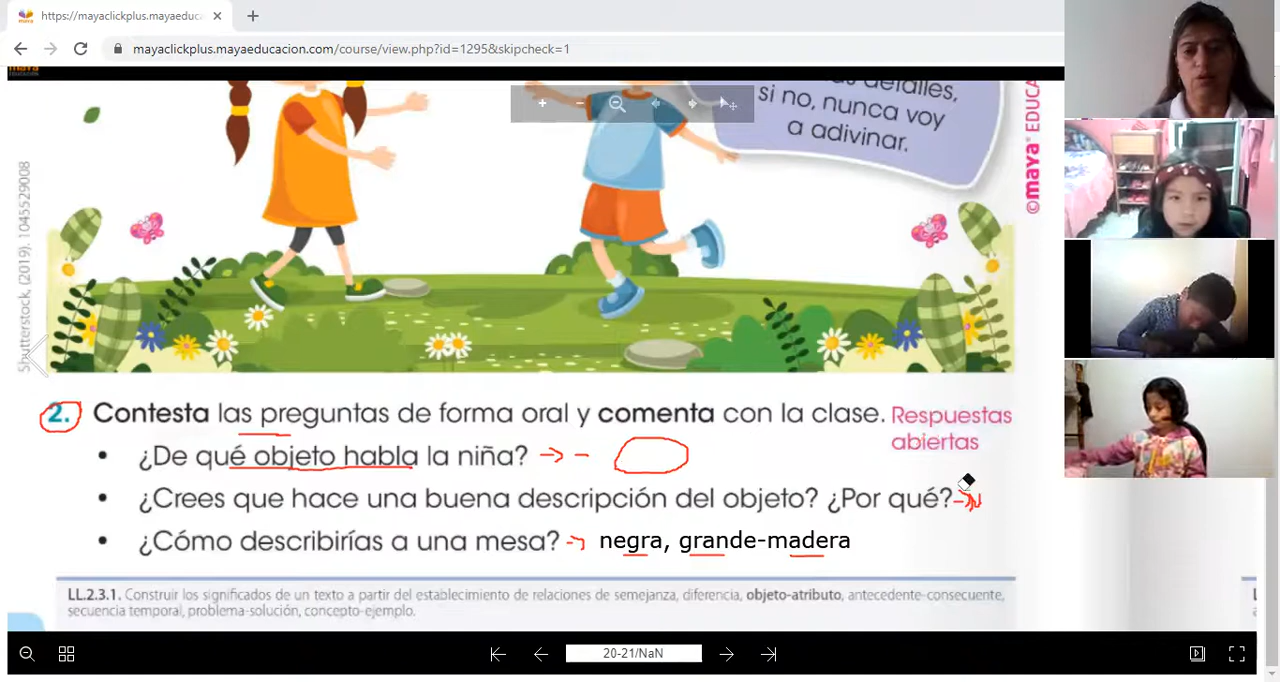 https://mayaclickplus.mayaeduca
mayaclickplus.mayaeducacion.com/course/view.php?id=1295&skipcheck=1
maya
EDUCACIÓN
detalles,
si no, nunca voy
a adivinar.
©maya EDUCA
Shutterstock, (2019). 1045529008
2. Contesta las preguntas de forma oral y comenta con la clase. Respuestas
abiertas
• ¿De qué objeto habla la niña?
• ¿Crees que hace una buena descripción del objeto? ¿Por qué?
• ¿Cómo describirías a una mesa? negra, grande-madera
LL.2.3.1. Construir los significados de un texto a partir del establecimiento de relaciones de semejanza, diferencia, objeto-atributo, antecedente-consecuente,
secuencia temporal, problema-solución, concepto-ejemplo.
20-21/NaN